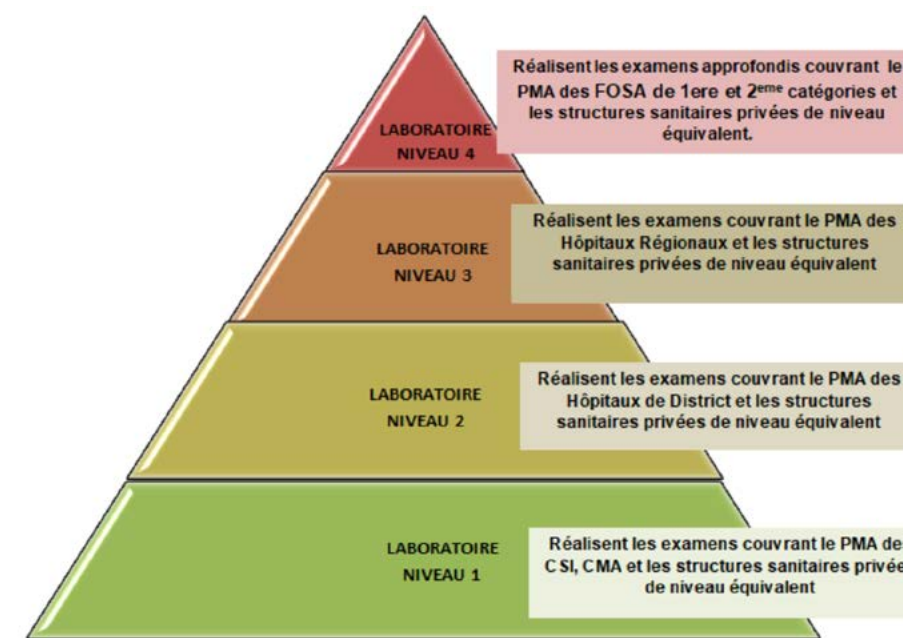 LABORATOIRE
NIVEAU 4
Réalisent les examens approfondis couvrant le
PMA des FOSA de 1ere et 2eme catégories et
les structures sanitaires privées de niveau
équivalent.
LABORATOIRE
NIVEAU 3
Réalisent les examens couvrant le PMA des
Hôpitaux Régionaux et les structures
sanitaires privées de niveau équivalent
LABORATOIRE
NIVEAU 2
Réalisent les examens couvrant le PMA des
Hôpitaux de District et les structures
sanitaires privées de niveau équivalent
LABORATOIRE
NIVEAU 1
Réalisent les examens couvrant le PMA de
CSI, CMA et les structures sanitaires privée
de niveau équivalent